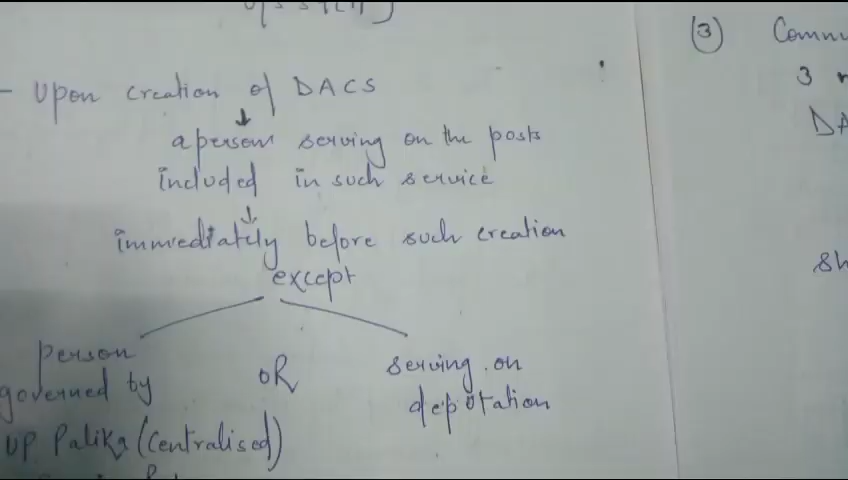 - Upon creation of DACS
a person serving on the posts
included in such service
immediately before such creation
except
person
governed by
UP Palika (Centralised)
OR
serving on
deputation
(3) Commu
3
DA
Sh